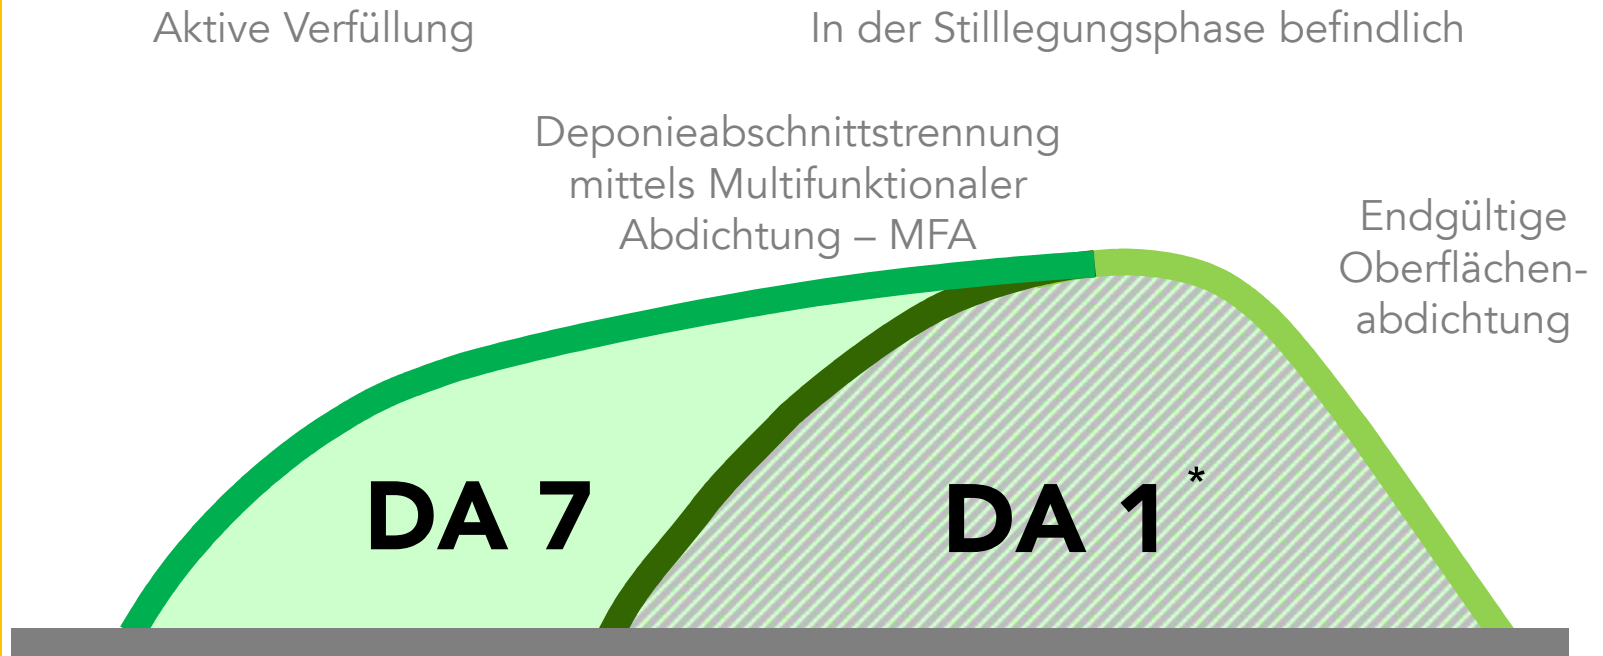 Aktive Verfüllung
In der Stilllegungsphase befindlich
Deponieabschnittstrennung
mittels Multifunktionaler
Abdichtung – MFA
Endgültige
Oberflächen-
abdichtung
DA 7
DA 1 *